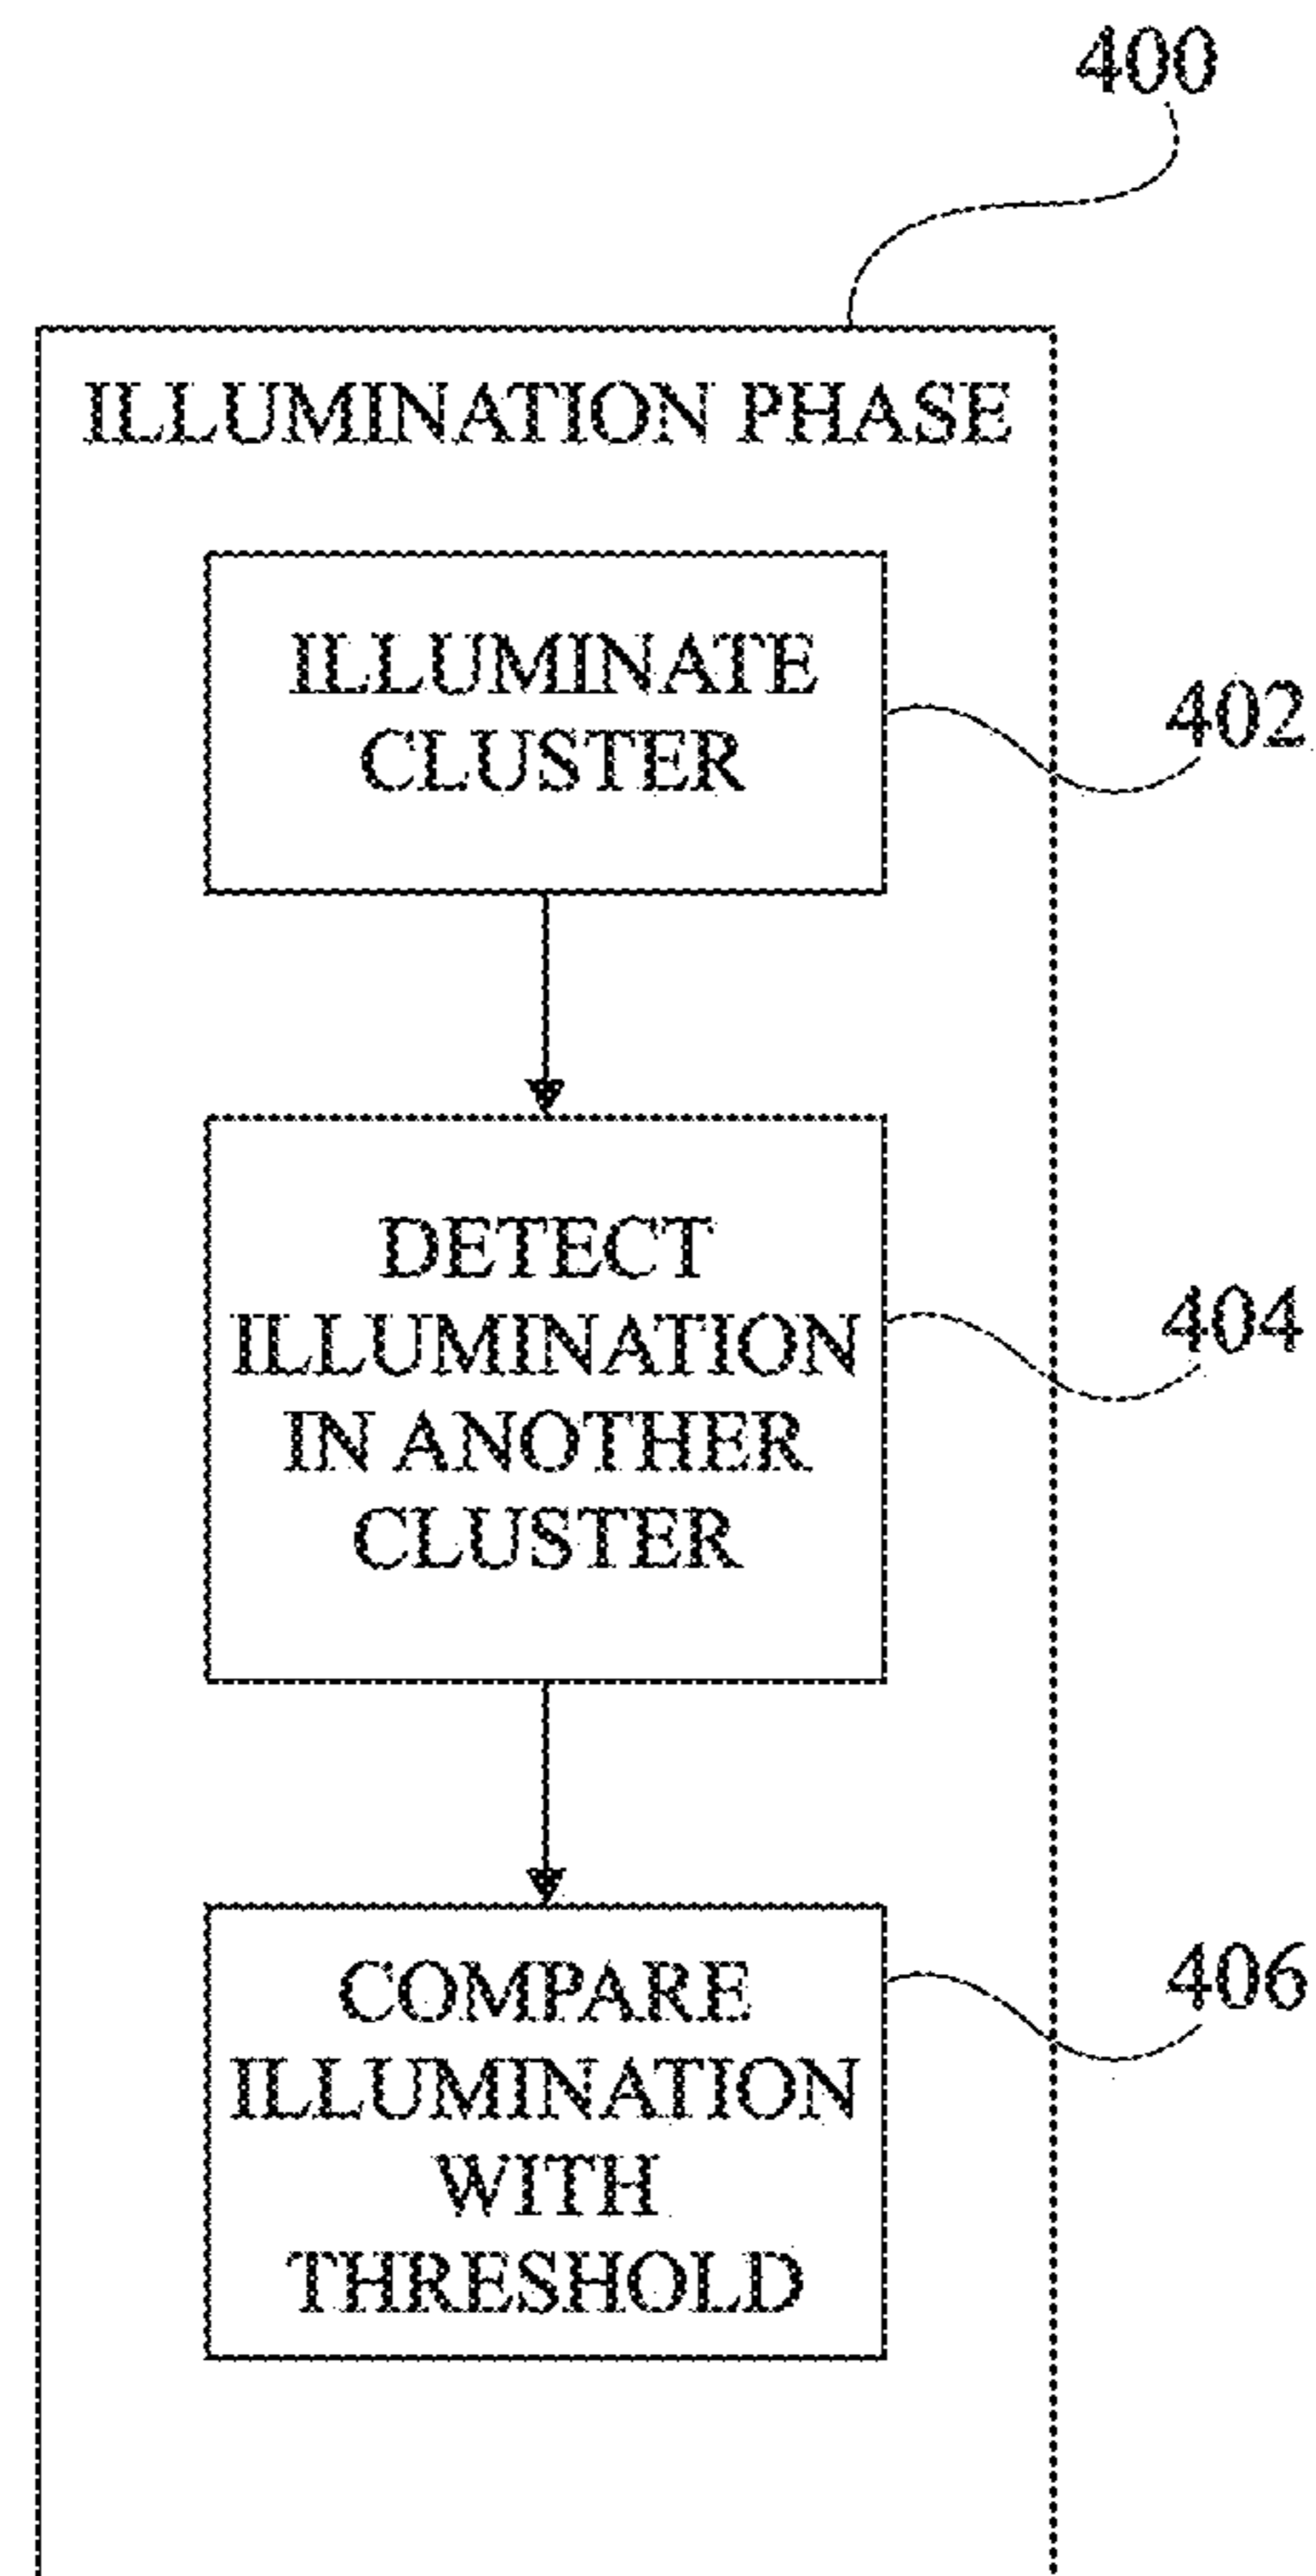 400
ILLUMINATION PHASE
ILLUMINATE
CLUSTER
402
DETECT
ILLUMINATION
IN ANOTHER
CLUSTER
404
COMPARE
ILLUMINATION
WITH
THRESHOLD
406